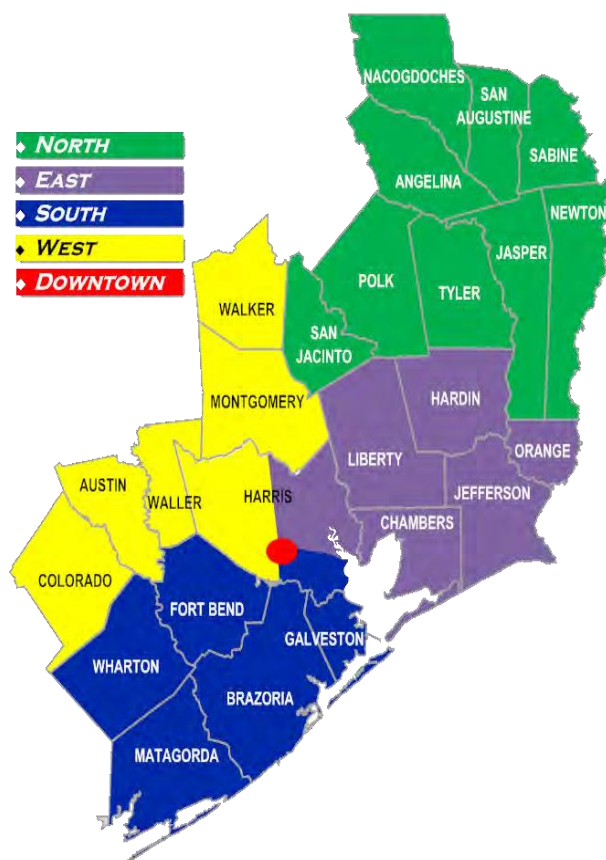 NORTH
EAST
SOUTH
WEST
DOWNTOWN
NACOGDOCHES
SAN
AUGUSTINE
SABINE
ANGELINA
NEWTON
JASPER
POLK
TYLER
WALKER
SAN
JACINTO
MONTGOMERY
HARDIN
LIBERTY
ORANGE
AUSTIN
WALLER
HARRIS
JEFFERSON
CHAMBERS
COLORADO
FORT BEND
GALVESTON
WHARTON
BRAZORIA
MATAGORDA